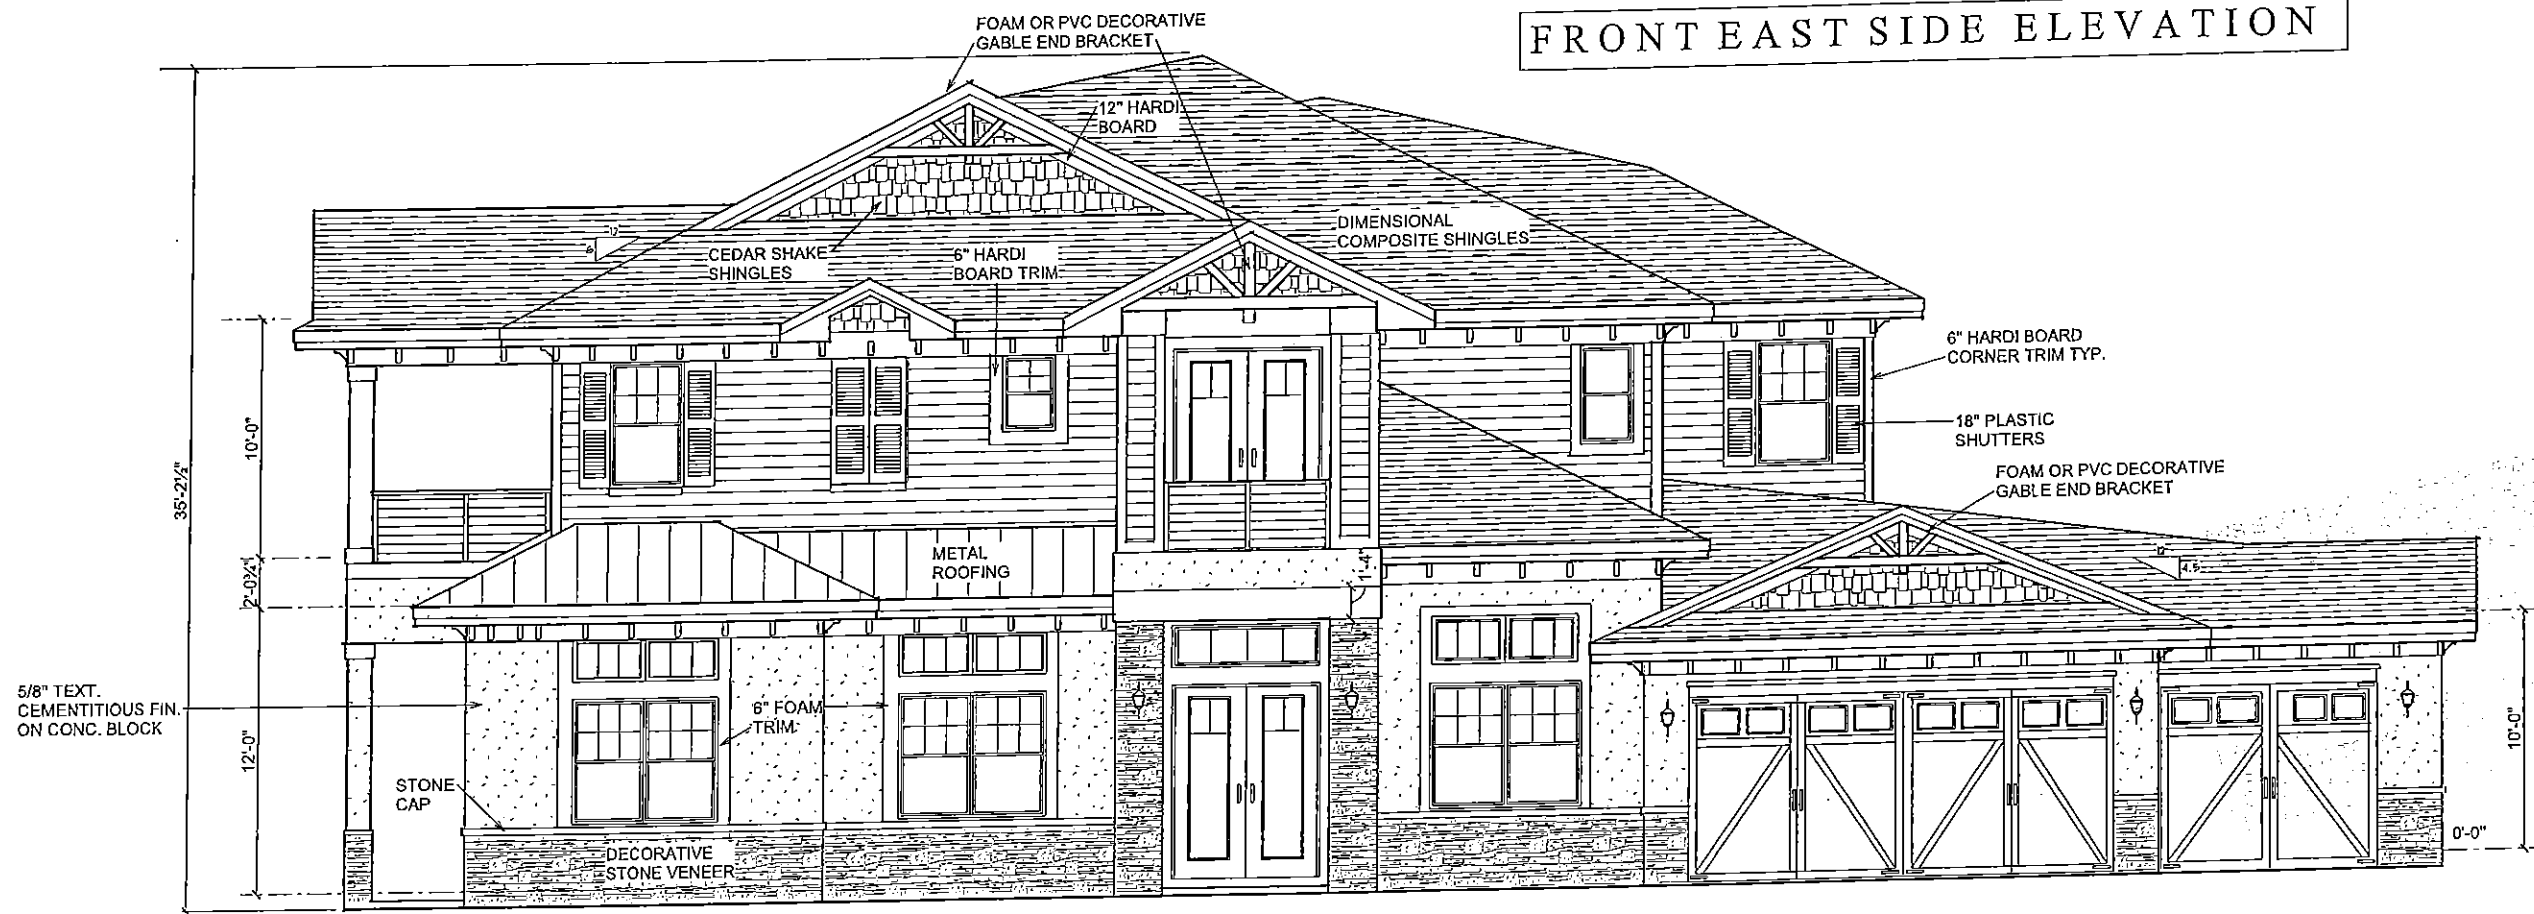 FRONT EAST SIDE ELEVATION
FOAM OR PVC DECORATIVE
GABLE END BRACKET
12" HARDI
BOARD
DIMENSIONAL
COMPOSITE SHINGLES
12
6
CEDAR SHAKE
SHINGLES
6" HARDI
BOARD TRIM
6" HARDI BOARD
CORNER TRIM TYP.
18" PLASTIC
SHUTTERS
FOAM OR PVC DECORATIVE
GABLE END BRACKET
10'-0"
35'-2½"
2'-0¾"
12'-0"
METAL
ROOFING
1'-4"
4.5
5/8" TEXT.
CEMENTITIOUS FIN.
ON CONC. BLOCK
6" FOAM
TRIM
STONE
CAP
DECORATIVE
STONE VENEER
10'-0"
0'-0"